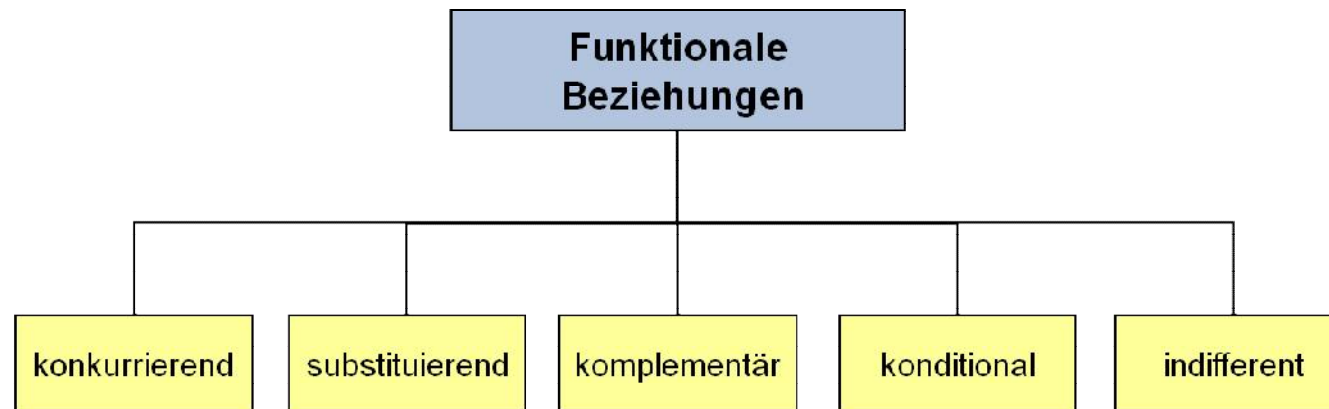 Funktionale
Beziehungen
konkurrierend
substituierend
komplementär
konditional
indifferent